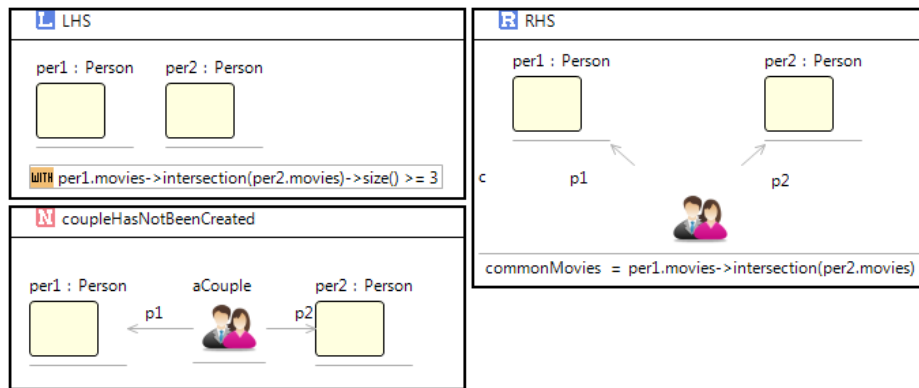 L LHS
per1 : Person per2 : Person
WITH per1.movies->intersection(per2.movies)->size() >= 3
N coupleHasNotBeenCreated
per1 : Person aCouple per2 : Person
p1 p2
R RHS
per1 : Person per2 : Person
c p1 p2
commonMovies = per1.movies->intersection(per2.movies)